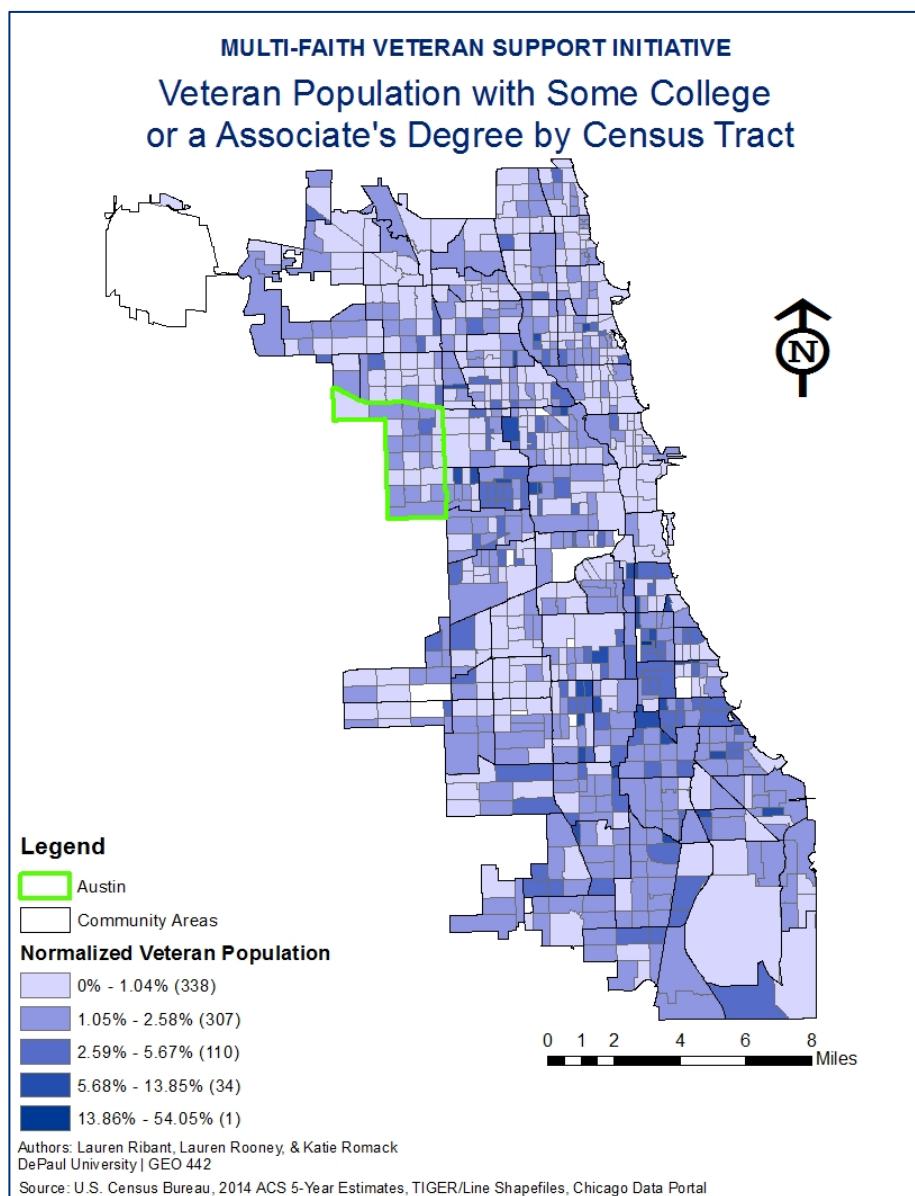 MULTI-FAITH VETERAN SUPPORT INITIATIVE
Veteran Population with Some College
or a Associate's Degree by Census Tract
N
Legend
Austin
Community Areas
Normalized Veteran Population
0% - 1.04% (338)
1.05% - 2.58% (307)
2.59% - 5.67% (110)
5.68% - 13.85% (34)
13.86% - 54.05% (1)
0 1 2 4 6 8
Miles
Authors: Lauren Ribant, Lauren Rooney, & Katie Romack
DePaul University | GEO 442
Source: U.S. Census Bureau, 2014 ACS 5-Year Estimates, TIGER/Line Shapefiles, Chicago Data Portal